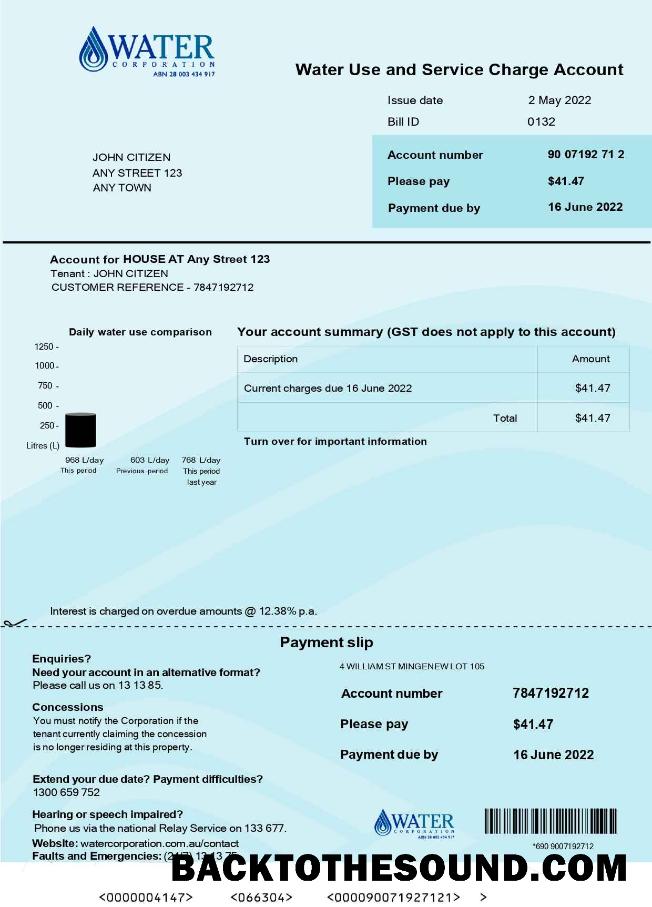 WATER
CORPORATION
ABN 28 003 434 917
Water Use and Service Charge Account
Issue date 2 May 2022
Bill ID 0132
JOHN CITIZEN
ANY STREET 123
ANY TOWN
Account number 90 07192 71 2
Please pay $41.47
Payment due by 16 June 2022
Account for HOUSE AT Any Street 123
Tenant : JOHN CITIZEN
CUSTOMER REFERENCE - 7847192712
Daily water use comparison
1250 -
1000 -
750 -
500 -
250 -
Litres (L)
968 L/day 603 L/day 768 L/day
This period Previous period This period
last year
Your account summary (GST does not apply to this account)
Description Amount
Current charges due 16 June 2022 $41.47
Total $41.47
Turn over for important information
Interest is charged on overdue amounts @ 12.38% p.a.
Payment slip
Enquiries?
Need your account in an alternative format?
Please call us on 13 13 85.
Concessions
You must notify the Corporation if the
tenant currently claiming the concession
is no longer residing at this property.
Extend your due date? Payment difficulties?
1300 659 752
Hearing or speech impaired?
Phone us via the national Relay Service on 133 677.
Website: watercorporation.com.au/contact
Faults and Emergencies: (24/7) 13 13 75
4 WILLIAM ST MINGENEW LOT 105
Account number 7847192712
Please pay $41.47
Payment due by 16 June 2022
WATER
CORPORATION
ABN 28 003 434 917
*690 9007192712
BACKTOTHESOUND.COM
<0000004147> <066304> <000090071927121> >